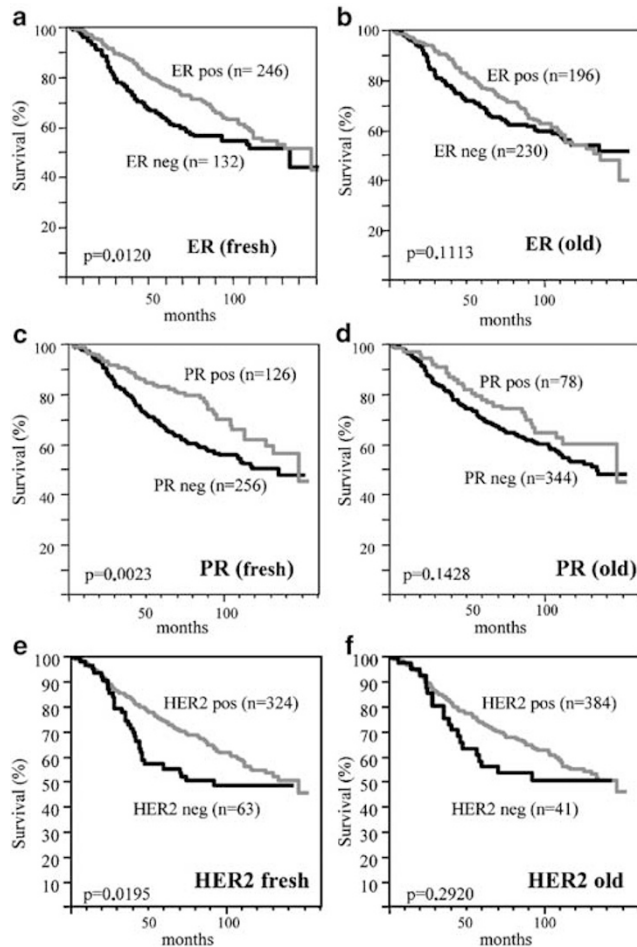 a
Survival (%)
100
80
60
40
20
ER pos (n= 246)
ER neg (n= 132)
p=0.0120
ER (fresh)
50
100
months
b
Survival (%)
100
80
60
40
20
ER pos (n=196)
ER neg (n=230)
p=0.1113
ER (old)
50
100
months
c
Survival (%)
100
80
60
40
20
PR pos (n=126)
PR neg (n=256)
p=0.0023
PR (fresh)
50
100
months
d
Survival (%)
100
80
60
40
20
PR pos (n=78)
PR neg (n=344)
p=0.1428
PR (old)
50
100
months
e
Survival (%)
100
90
80
70
60
50
40
30
20
10
HER2 pos (n=324)
HER2 neg (n=63)
p=0.0195
HER2 fresh
50
100
months
f
Survival (%)
100
90
80
70
60
50
40
30
20
10
HER2 pos (n=384)
HER2 neg (n=41)
p=0.2920
HER2 old
50
100
months